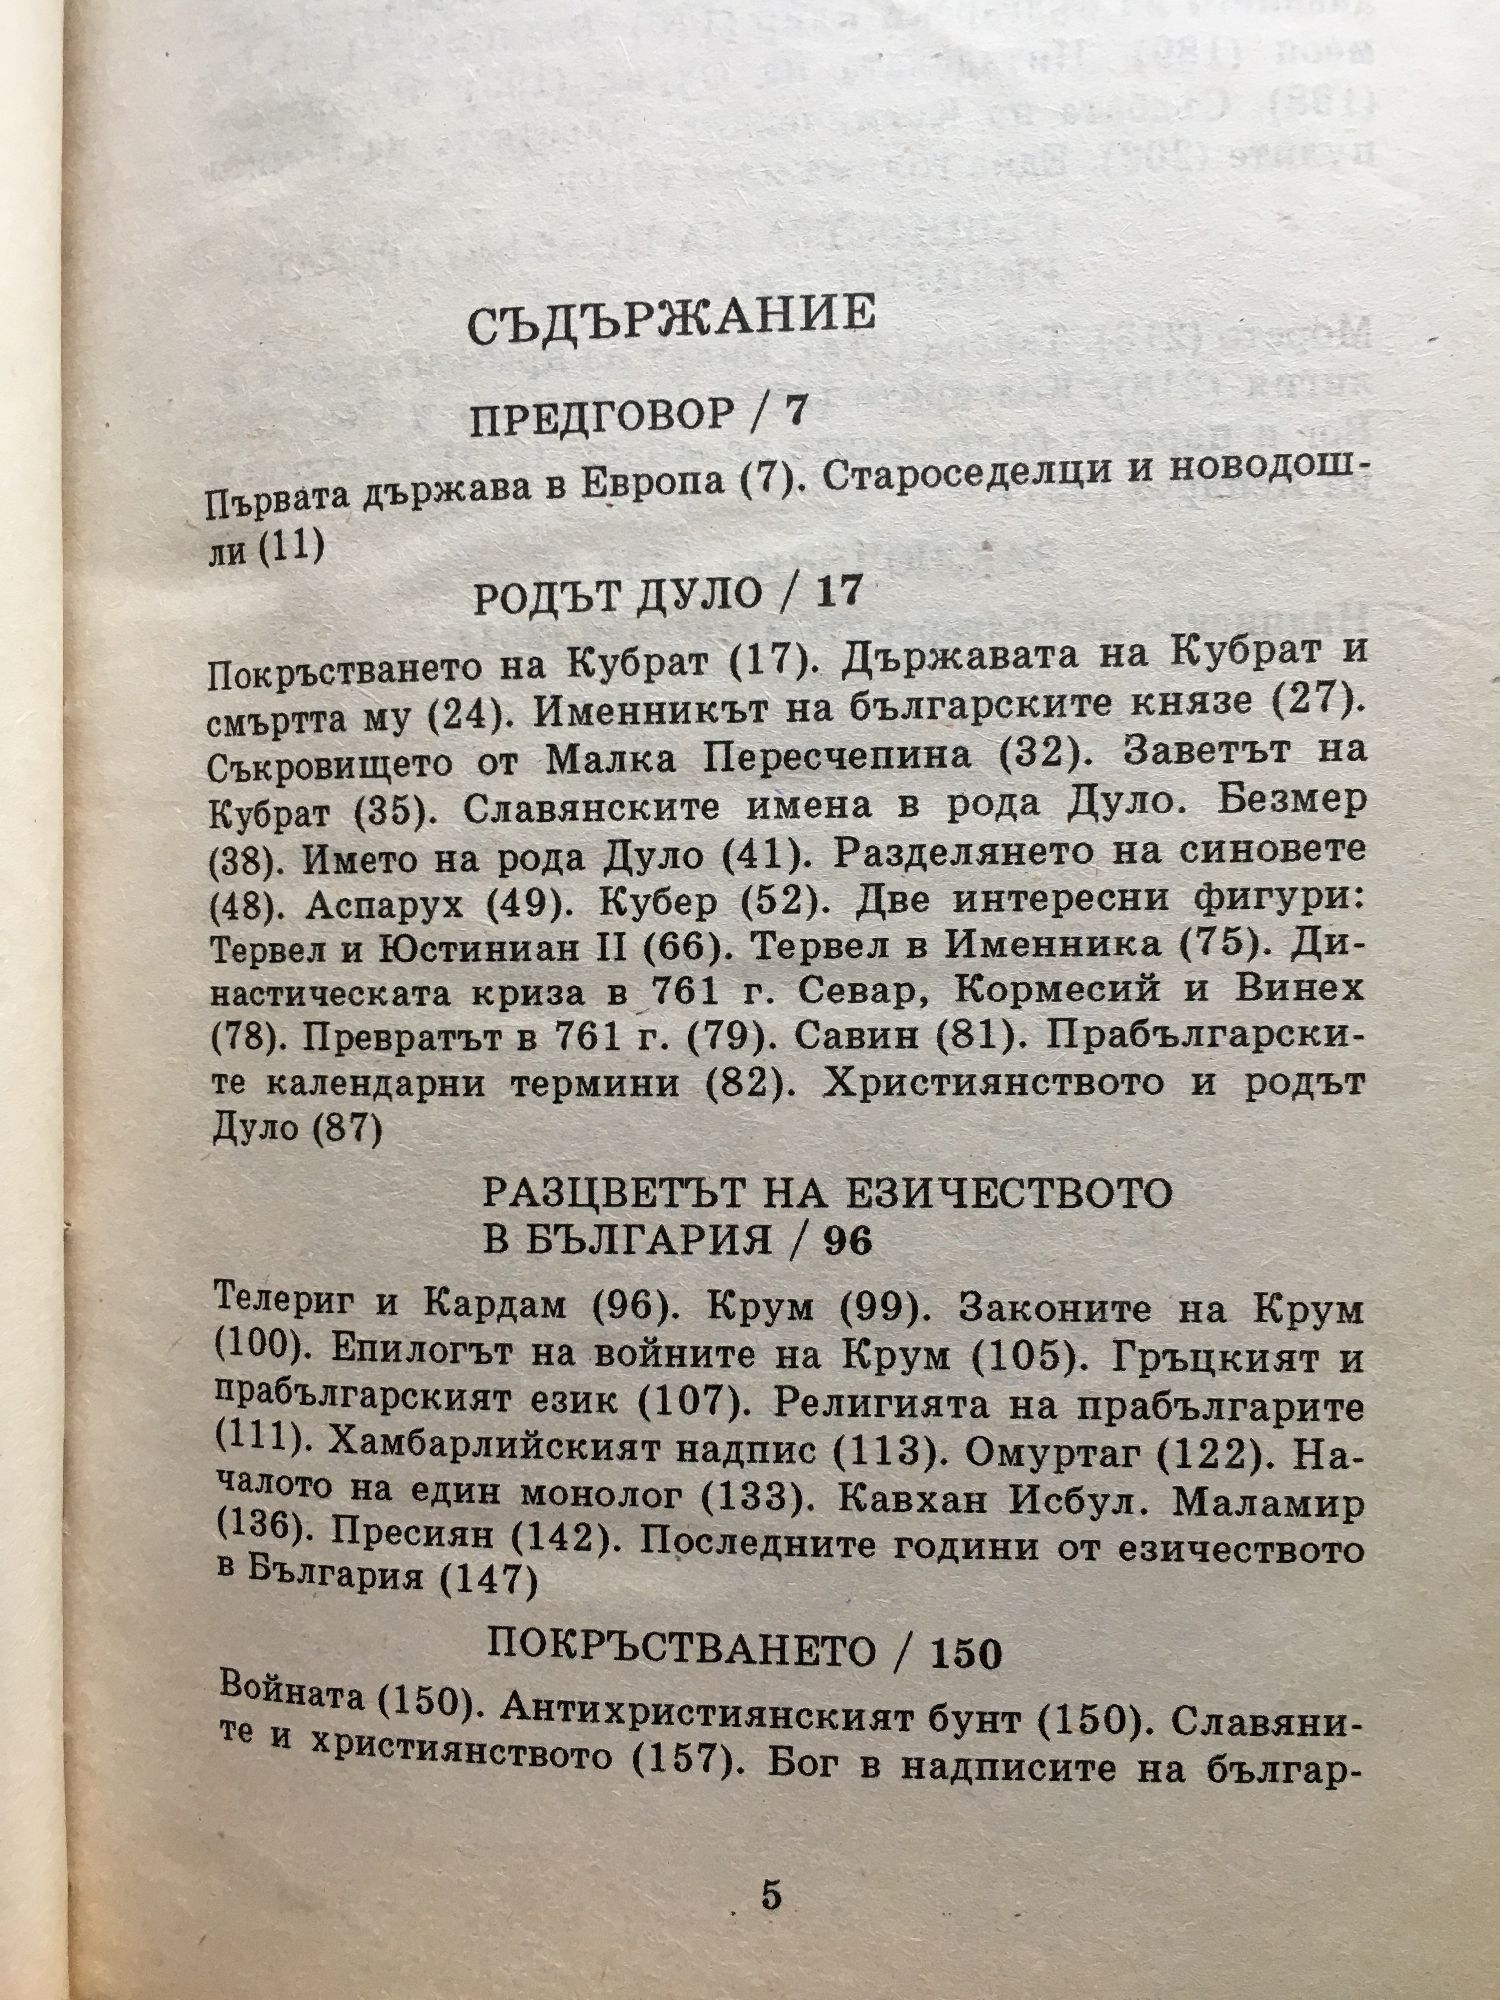 СЪДЪРЖАНИЕ
ПРЕДГОВОР / 7
Първата държава в Европа (7). Староседелци и новодош-
ли (11)
РОДЪТ ДУЛО / 17
Покръстването на Кубрат (17). Държавата на Кубрат и
смъртта му (24). Именникът на българските князе (27).
Съкровището от Малка Пересчепина (32). Заветът на
Кубрат (35). Славянските имена в рода Дуло. Безмер
(38). Името на рода Дуло (41). Разделянето на синовете
(48). Аспарух (49). Кубер (52). Две интересни фигури:
Тервел и Юстиниан II (66). Тервел в Именника (75). Ди-
настическата криза в 761 г. Севар, Кормесий и Винех
(78). Превратът в 761 г. (79). Савин (81). Прабългарски-
те календарни термини (82). Християнството и родът
Дуло (87)
РАЗЦВЕТЪТ НА ЕЗИЧЕСТВОТО
В БЪЛГАРИЯ / 96
Телериг и Кардам (96). Крум (99). Законите на Крум
(100). Епилогът на войните на Крум (105). Гръцкият и
прабългарският език (107). Религията на прабългарите
(111). Хамбарлийският надпис (113). Омуртаг (122). На-
чалото на един монолог (133). Кавхан Исбул. Маламир
(136). Пресиян (142). Последните години от езичеството
в България (147)
ПОКРЪСТВАНЕТО / 150
Войната (150). Антихристиянският бунт (150). Славяни-
те и християнството (157). Бог в надписите на българ-
5